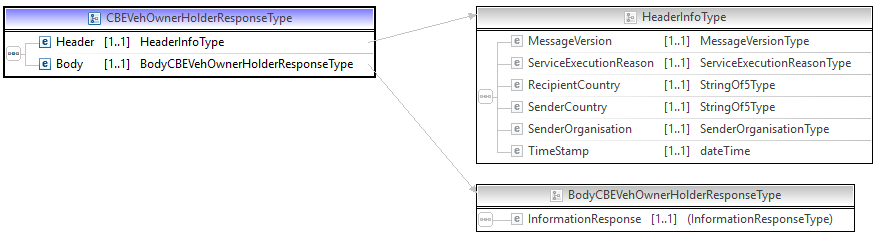 CBEVehOwnerHolderResponseType
e Header [1..1] HeaderInfoType
e Body [1..1] BodyCBEVehOwnerHolderResponseType
HeaderInfoType
e MessageVersion [1..1] MessageVersionType
e ServiceExecutionReason [1..1] ServiceExecutionReasonType
e RecipientCountry [1..1] StringOf5Type
e SenderCountry [1..1] StringOf5Type
e SenderOrganisation [1..1] SenderOrganisationType
e TimeStamp [1..1] dateTime
BodyCBEVehOwnerHolderResponseType
e InformationResponse [1..1] (InformationResponseType)